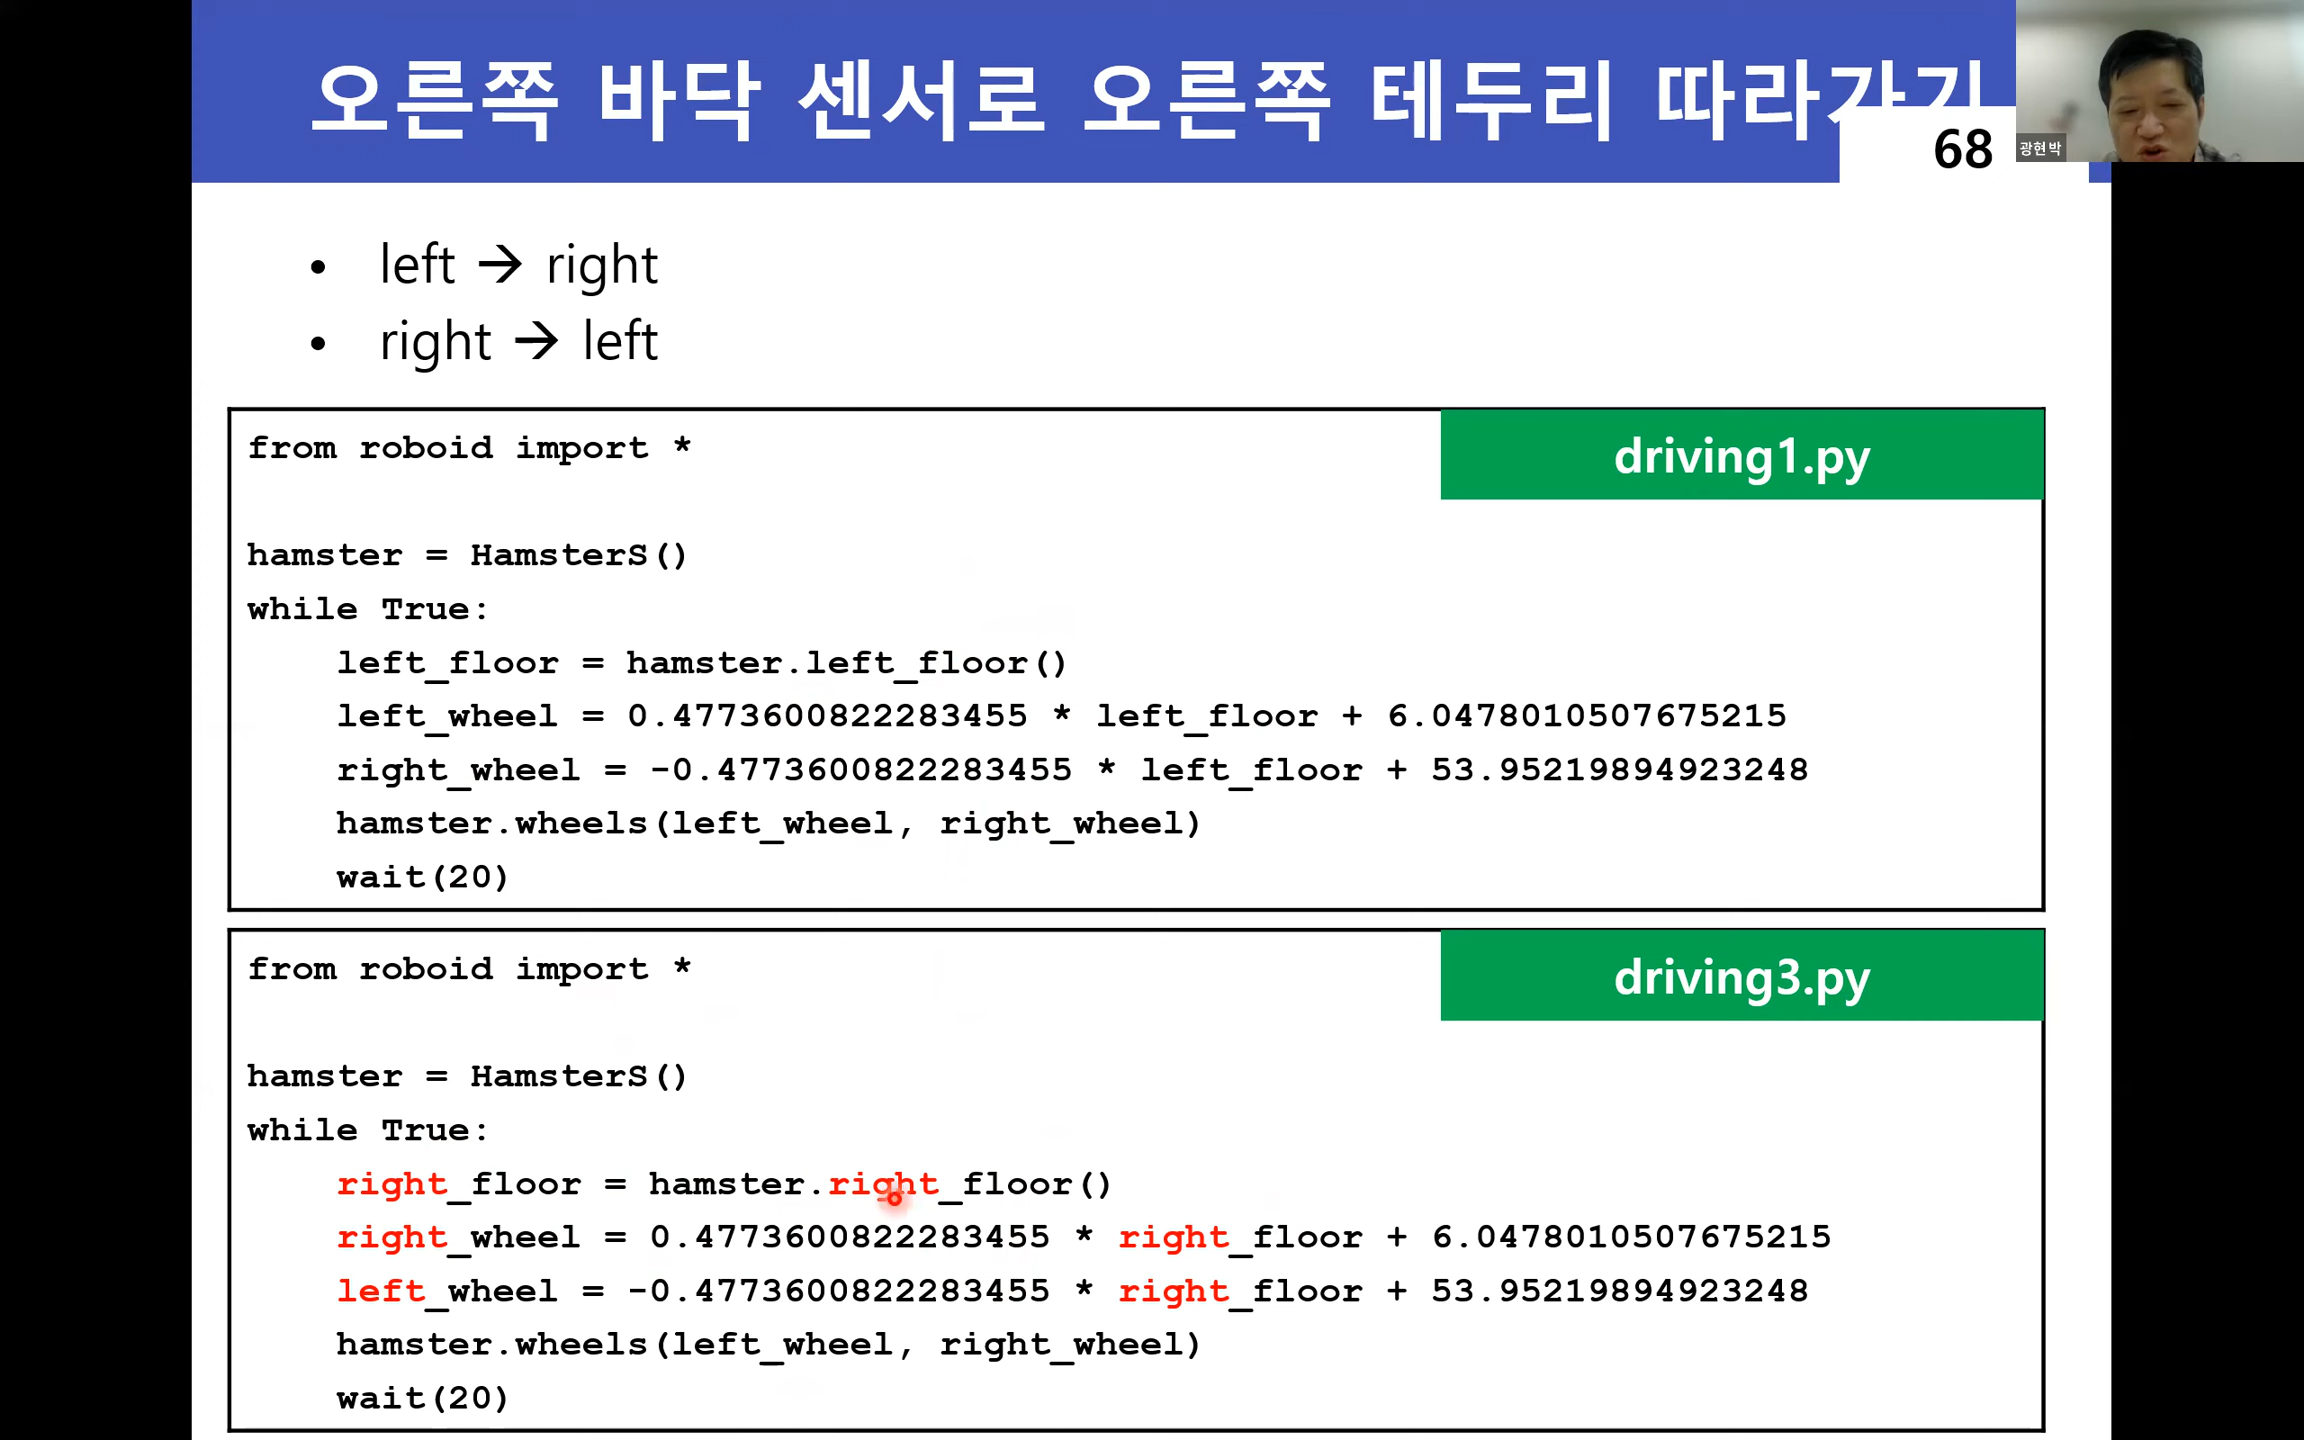 오른쪽 바닥 센서로 오른쪽 테두리 따라가기
68
광현박
• left → right
• right → left
driving1.py
from roboid import *
hamster = HamsterS()
while True:
    left_floor = hamster.left_floor()
    left_wheel = 0.4773600822283455 * left_floor + 6.0478010507675215
    right_wheel = -0.4773600822283455 * left_floor + 53.95219894923248
    hamster.wheels(left_wheel, right_wheel)
    wait(20)
driving3.py
from roboid import *
hamster = HamsterS()
while True:
    right_floor = hamster.right_floor()
    right_wheel = 0.4773600822283455 * right_floor + 6.0478010507675215
    left_wheel = -0.4773600822283455 * right_floor + 53.95219894923248
    hamster.wheels(left_wheel, right_wheel)
    wait(20)